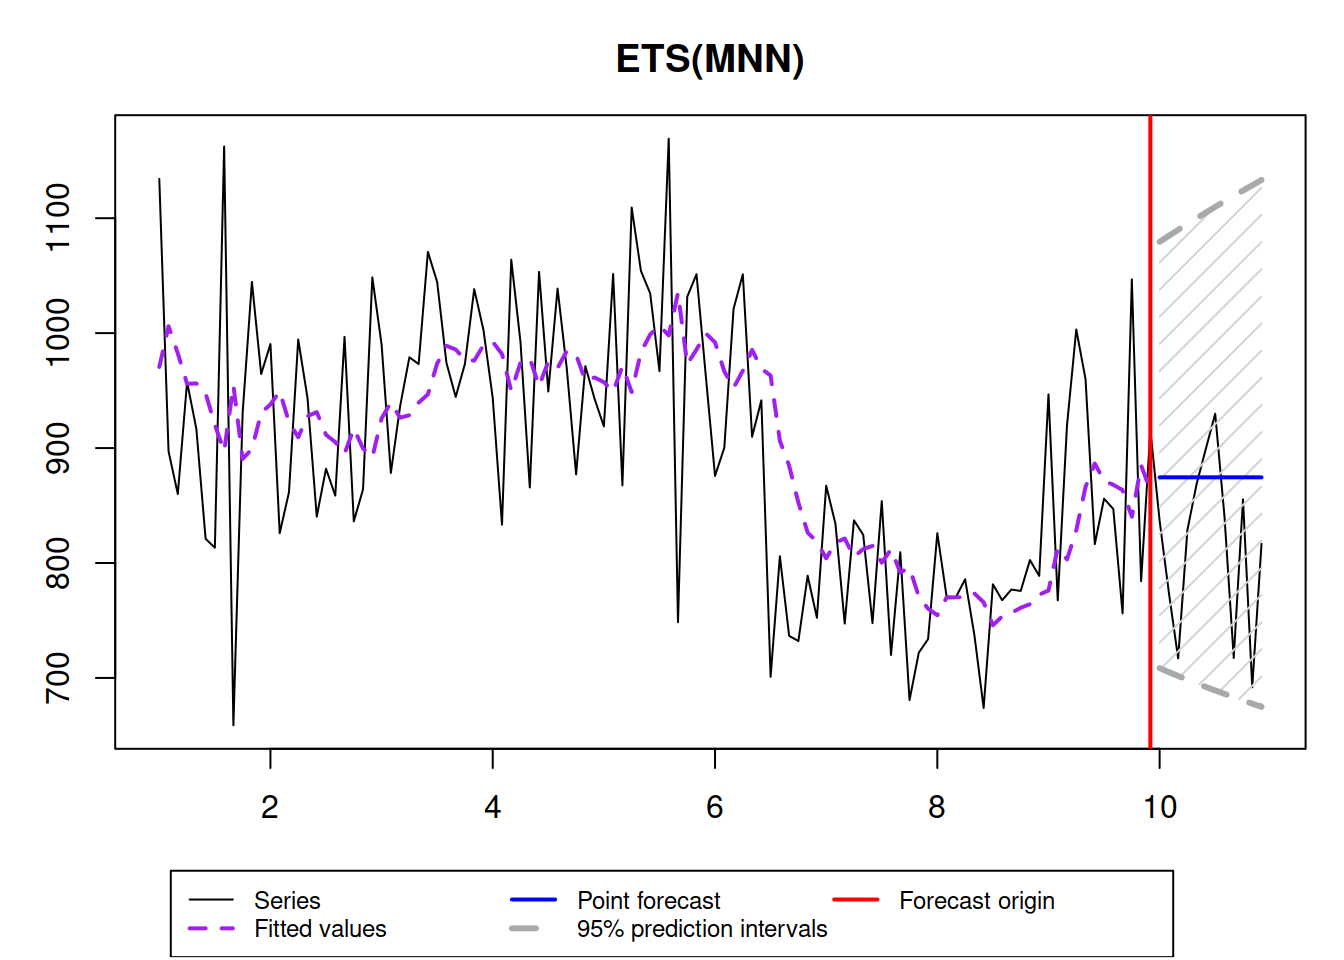 ETS(MNN)
1100
1000
900
800
700
2 4 6 8 10
Series Point forecast Forecast origin
Fitted values 95% prediction intervals